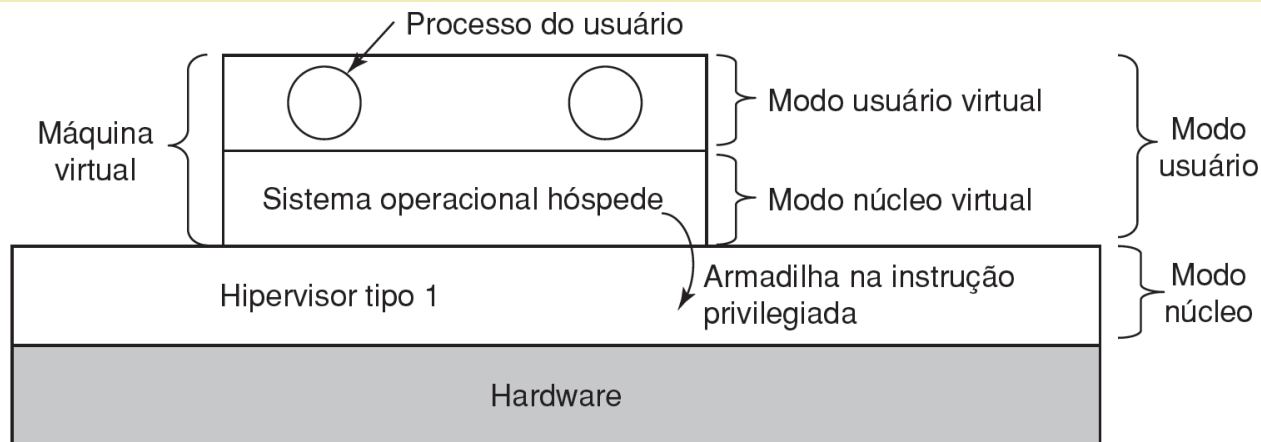 Processo do usuário
Máquina
virtual
Modo usuário virtual
Modo
usuário
Sistema operacional hóspede
Modo núcleo virtual
Hipervisor tipo 1
Armadilha na instrução
privilegiada
Modo
núcleo
Hardware